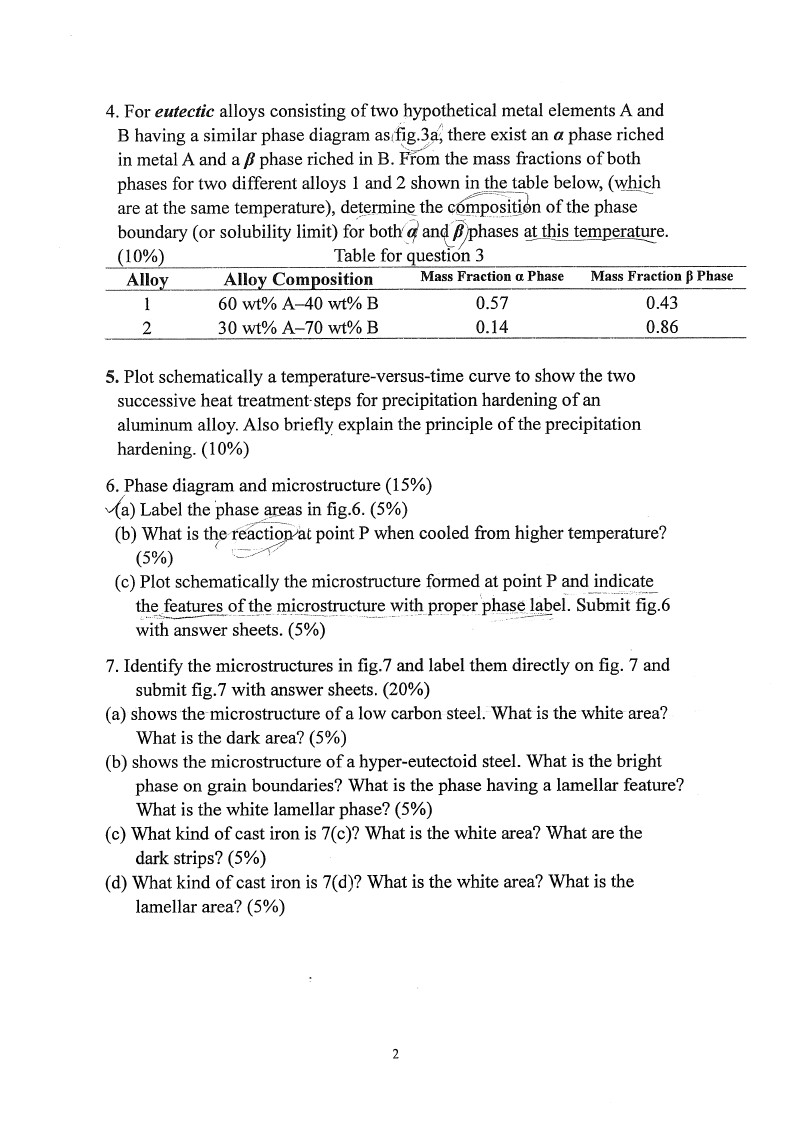 4. For eutectic alloys consisting of two hypothetical metal elements A and
B having a similar phase diagram as fig.3a, there exist an α phase riched
in metal A and a β phase riched in B. From the mass fractions of both
phases for two different alloys 1 and 2 shown in the table below, (which
are at the same temperature), determine the composition of the phase
boundary (or solubility limit) for both α and β phases at this temperature.
(10%) Table for question 3
Alloy Alloy Composition Mass Fraction α Phase Mass Fraction β Phase
1 60 wt% A–40 wt% B 0.57 0.43
2 30 wt% A–70 wt% B 0.14 0.86
5. Plot schematically a temperature-versus-time curve to show the two
successive heat treatment steps for precipitation hardening of an
aluminum alloy. Also briefly explain the principle of the precipitation
hardening. (10%)
6. Phase diagram and microstructure (15%)
(a) Label the phase areas in fig.6. (5%)
(b) What is the reaction at point P when cooled from higher temperature?
(5%)
(c) Plot schematically the microstructure formed at point P and indicate
the features of the microstructure with proper phase label. Submit fig.6
with answer sheets. (5%)
7. Identify the microstructures in fig.7 and label them directly on fig. 7 and
submit fig.7 with answer sheets. (20%)
(a) shows the microstructure of a low carbon steel. What is the white area?
What is the dark area? (5%)
(b) shows the microstructure of a hyper-eutectoid steel. What is the bright
phase on grain boundaries? What is the phase having a lamellar feature?
What is the white lamellar phase? (5%)
(c) What kind of cast iron is 7(c)? What is the white area? What are the
dark strips? (5%)
(d) What kind of cast iron is 7(d)? What is the white area? What is the
lamellar area? (5%)
2